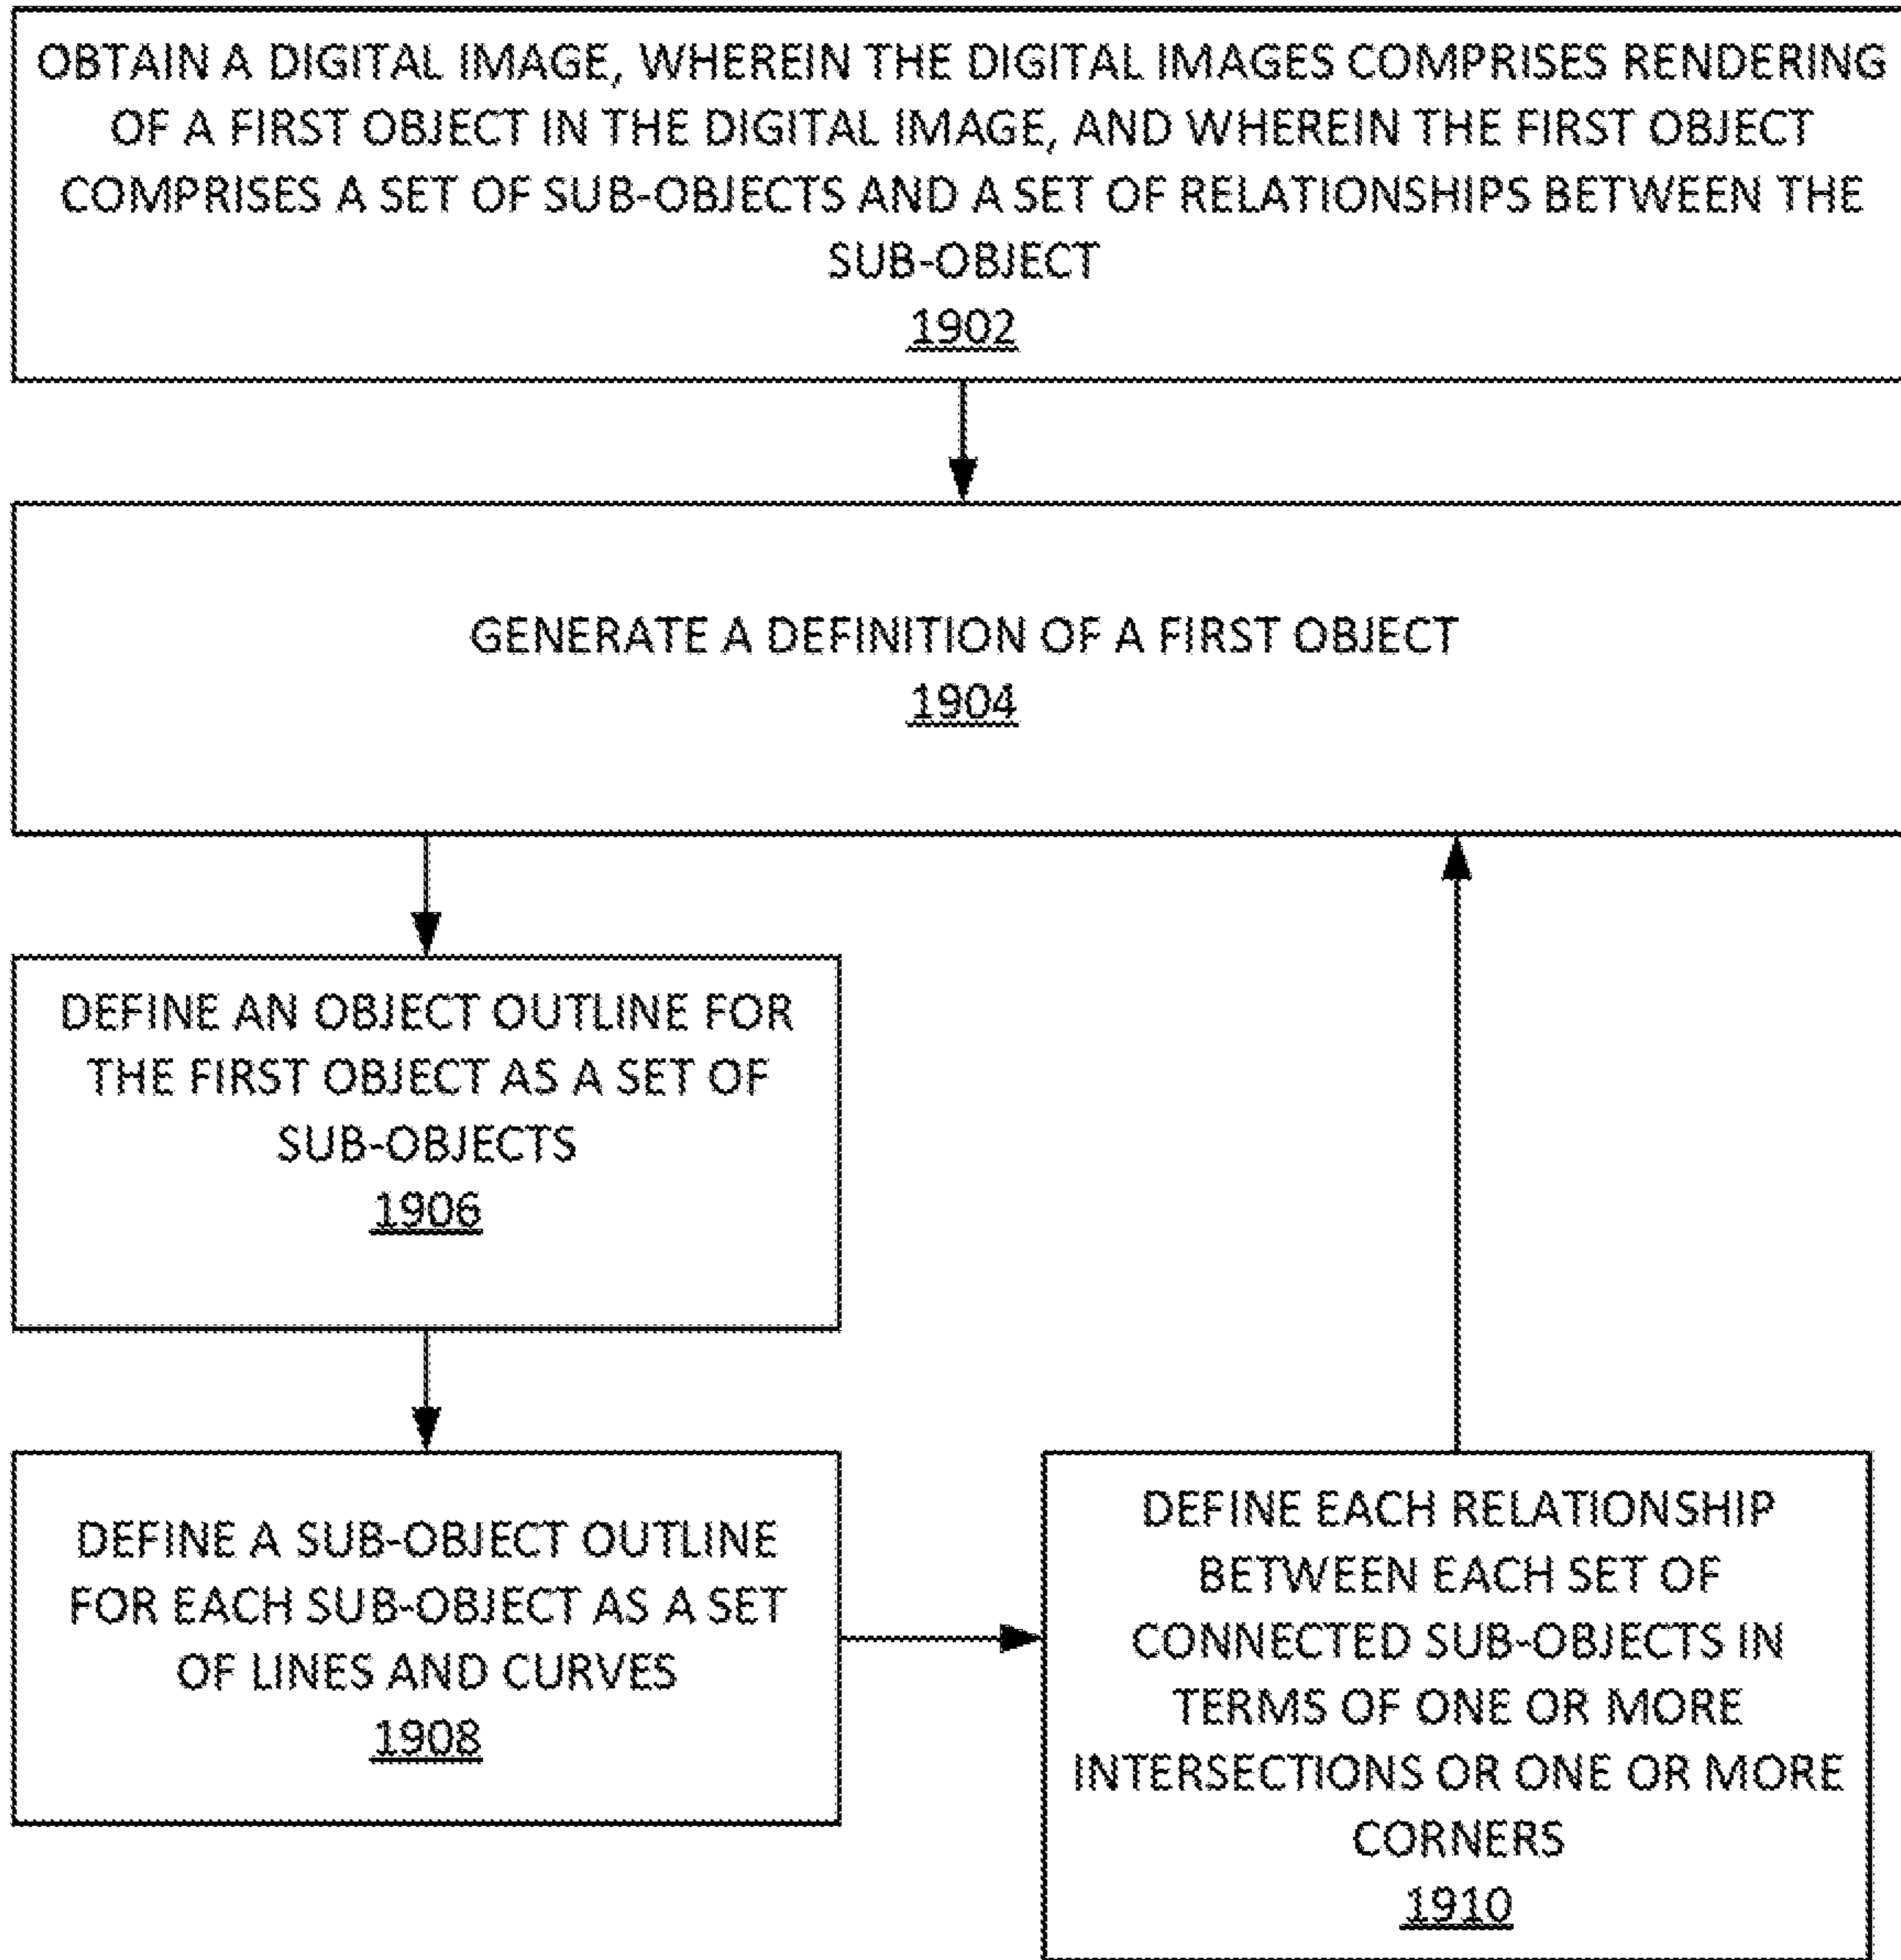 OBTAIN A DIGITAL IMAGE, WHEREIN THE DIGITAL IMAGES COMPRISES RENDERING
OF A FIRST OBJECT IN THE DIGITAL IMAGE, AND WHEREIN THE FIRST OBJECT
COMPRISES A SET OF SUB-OBJECTS AND A SET OF RELATIONSHIPS BETWEEN THE
SUB-OBJECT
1902
GENERATE A DEFINITION OF A FIRST OBJECT
1904
DEFINE AN OBJECT OUTLINE FOR
THE FIRST OBJECT AS A SET OF
SUB-OBJECTS
1906
DEFINE A SUB-OBJECT OUTLINE
FOR EACH SUB-OBJECT AS A SET
OF LINES AND CURVES
1908
DEFINE EACH RELATIONSHIP
BETWEEN EACH SET OF
CONNECTED SUB-OBJECTS IN
TERMS OF ONE OR MORE
INTERSECTIONS OR ONE OR MORE
CORNERS
1910